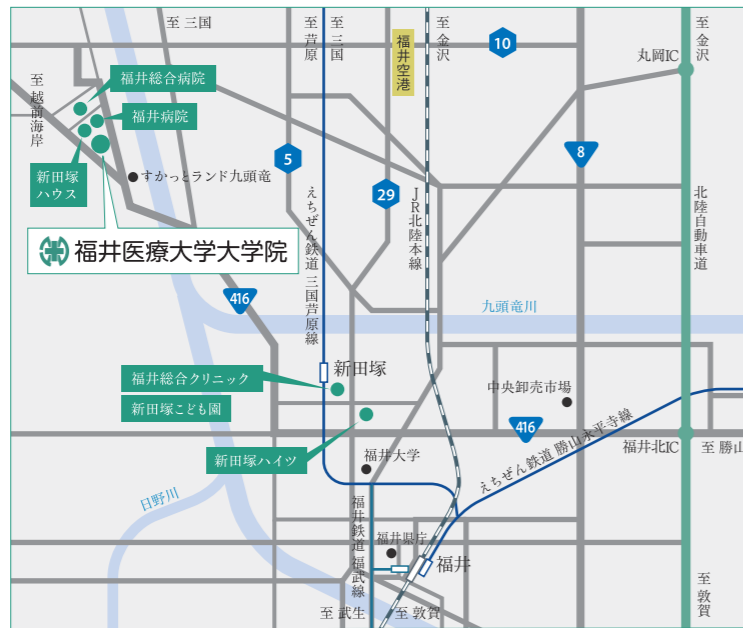 至 三国
至 芦原
至 三国
福井空港
至 金沢
10
丸岡IC
至 金沢
至 越前海岸
福井総合病院
福井病院
新田塚
ハウス
すかっとランド九頭竜
5
29
8
えちぜん鉄道 三国芦原線
JR北陸本線
北陸自動車道
福井医療大学大学院
416
九頭竜川
新田塚
福井総合クリニック
新田塚こども園
中央卸売市場
416
新田塚ハイツ
福井大学
えちぜん鉄道 勝山永平寺線
福井北IC
至 勝山
日野川
福井鉄道 福武線
福井県庁
福井
至 武生
至 敦賀
至 敦賀